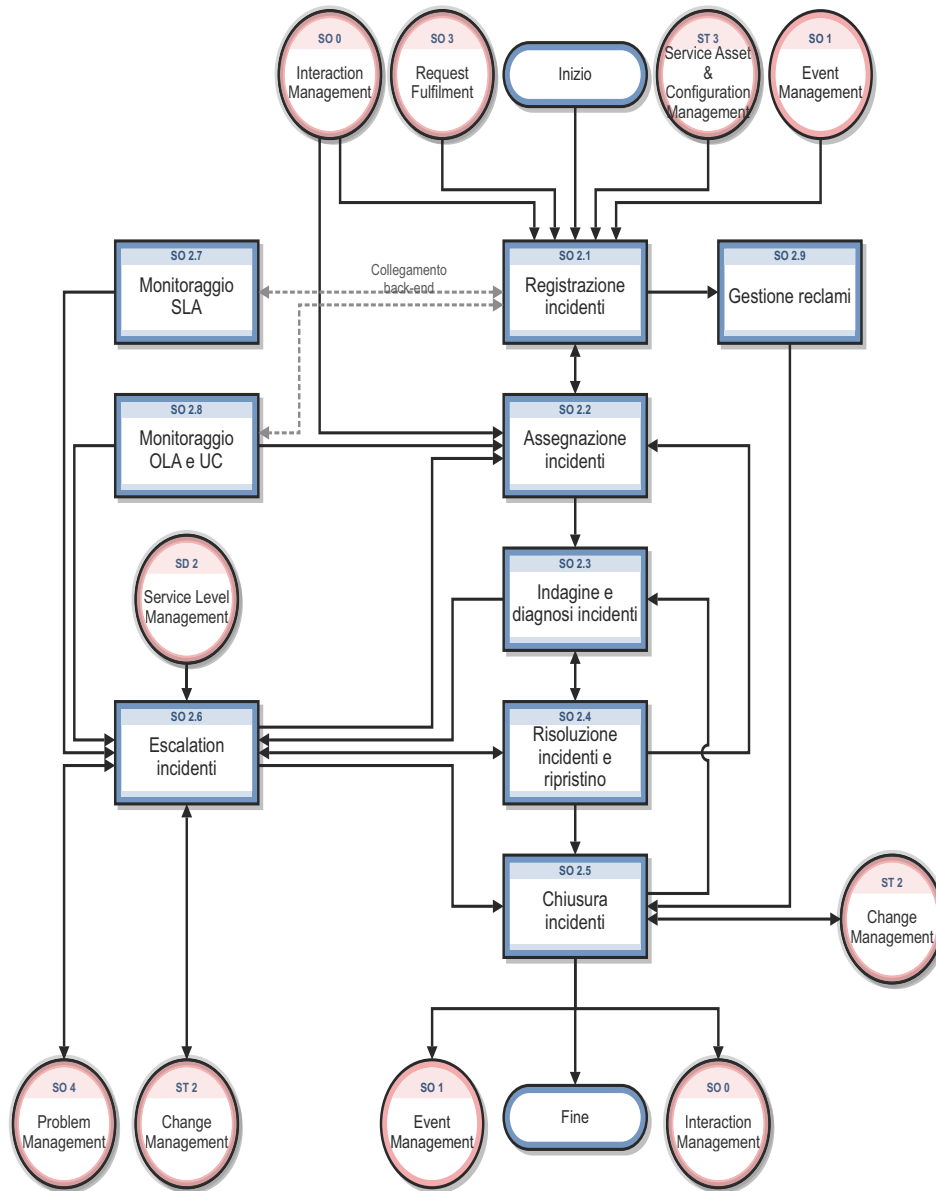 SO 0
Interaction
Management
SO 3
Request
Fulfilment
Inizio
ST 3
Service Asset
&
Configuration
Management
SO 1
Event
Management
SO 2.7
Monitoraggio
SLA
Collegamento
back-end
SO 2.1
Registrazione
incidenti
SO 2.9
Gestione reclami
SO 2.8
Monitoraggio
OLA e UC
SO 2.2
Assegnazione
incidenti
SD 2
Service Level
Management
SO 2.3
Indagine e
diagnosi incidenti
SO 2.6
Escalation
incidenti
SO 2.4
Risoluzione
incidenti e
ripristino
SO 2.5
Chiusura
incidenti
ST 2
Change
Management
SO 4
Problem
Management
ST 2
Change
Management
SO 1
Event
Management
Fine
SO 0
Interaction
Management